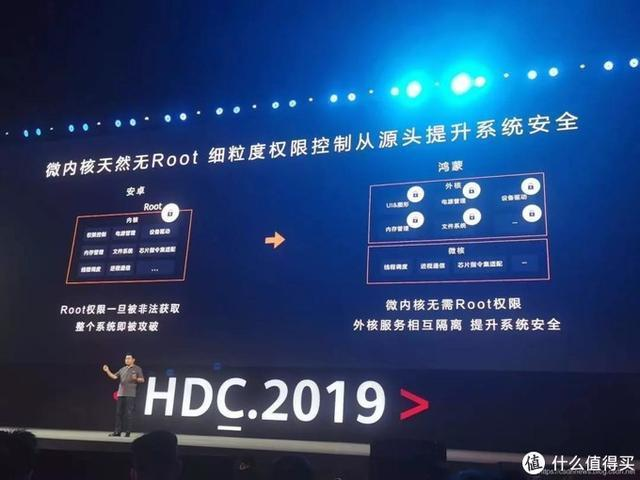 微内核天然无Root 细粒度权限控制从源头提升系统安全
安卓
Root
内核
权限控制 电源管理 设备驱动
内存管理 文件系统 芯片指令集适配
线程调度 进程通信 ...
Root权限一旦被非法获取
整个系统即被攻破
鸿蒙
外核
UI&图形 电源管理 设备驱动
内存管理 文件系统 ...
微核
线程调度 进程通信 芯片指令集适配 ...
微内核无需Root权限
外核服务相互隔离 提升系统安全
HDC.2019 >
值 什么值得买